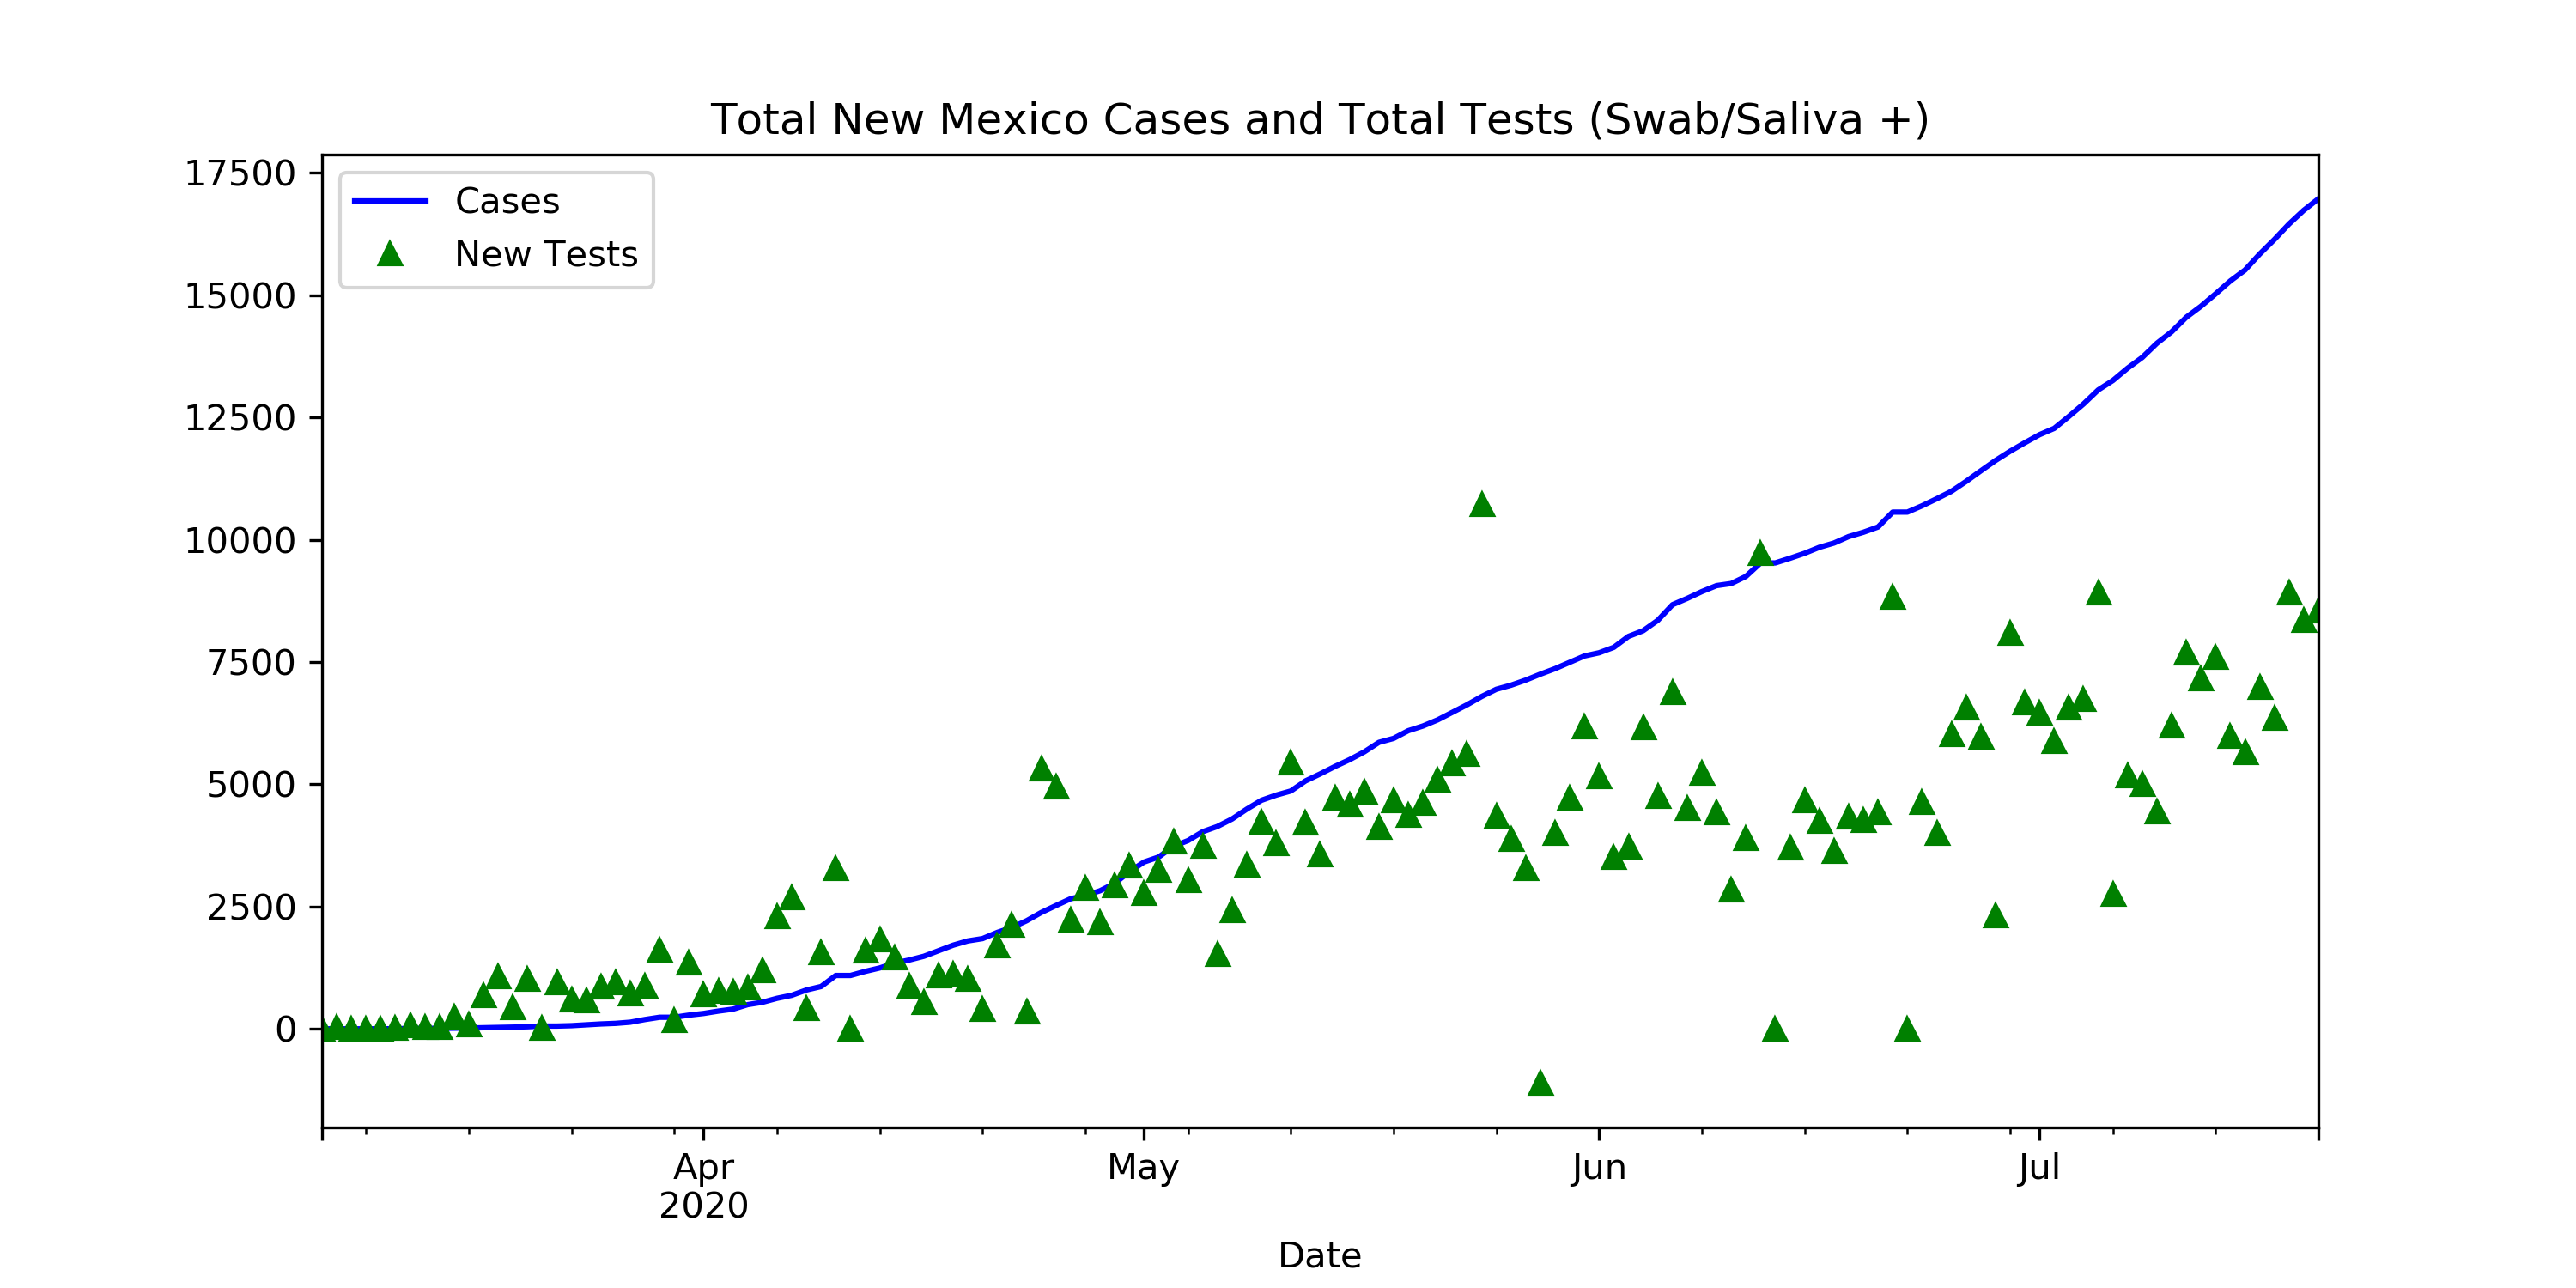 Total New Mexico Cases and Total Tests (Swab/Saliva +)
Cases
New Tests
17500
15000
12500
10000
7500
5000
2500
0
Apr
2020
May
Jun
Jul
Date